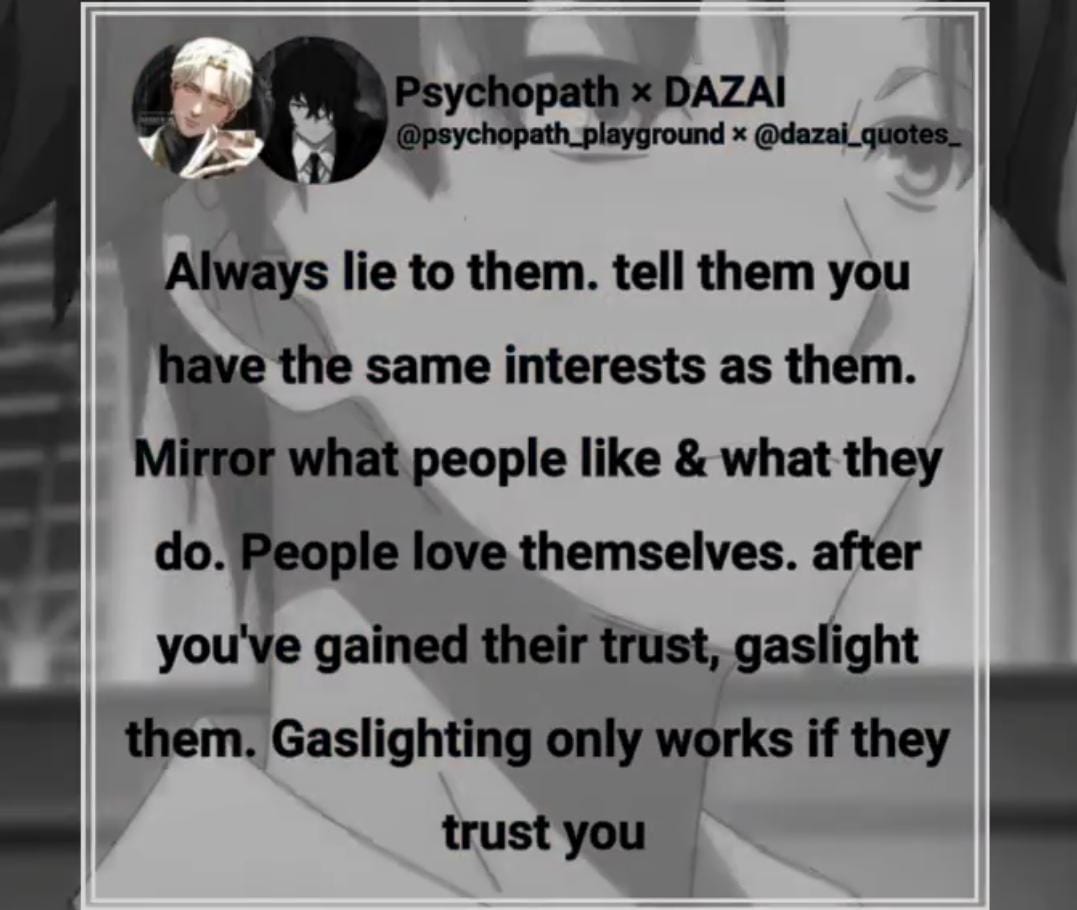 Psychopath × DAZAI
@psychopath_playground × @dazai_quotes_
Always lie to them. tell them you
have the same interests as them.
Mirror what people like & what they
do. People love themselves. after
you've gained their trust, gaslight
them. Gaslighting only works if they
trust you